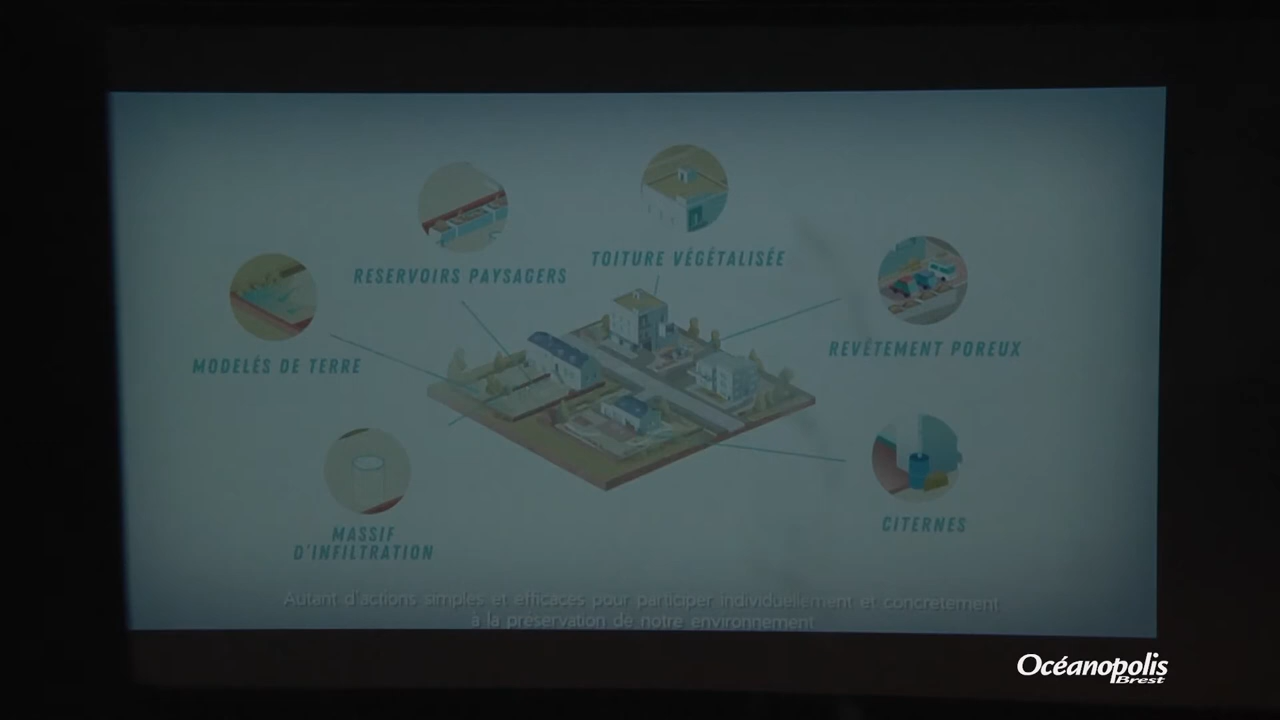 TOITURE VÉGÉTALISÉE
RESERVOIRS PAYSAGERS
REVÊTEMENT POREUX
MODELÉS DE TERRE
CITERNES
MASSIF
D'INFILTRATION
Autant d'actions simples et efficaces pour participer individuellement et concrètement
à la préservation de notre environnement
Océanopolis
Brest